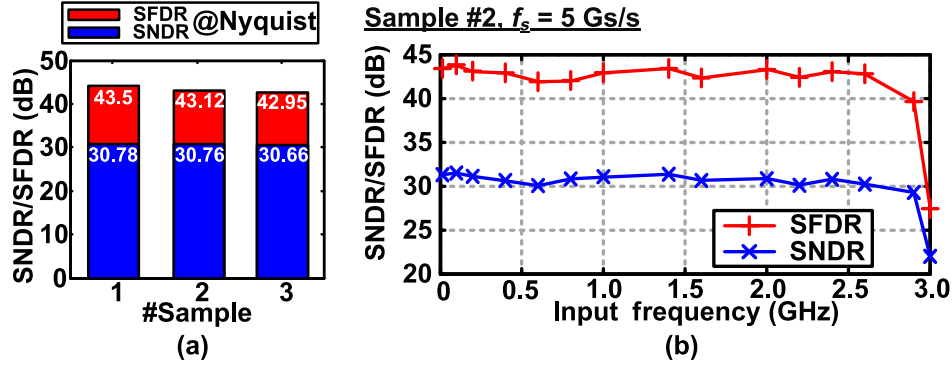 SFDR
SNDR
@Nyquist
SNDR/SFDR (dB)
50
40
30
20
10
0
43.5
43.12
42.95
30.78
30.76
30.66
1
2
3
#Sample
(a)
Sample #2, fs = 5 Gs/s
SNDR/SFDR (dB)
45
40
35
30
25
20
SFDR
SNDR
0
0.5
1.0
1.5
2.0
2.5
3.0
Input frequency (GHz)
(b)